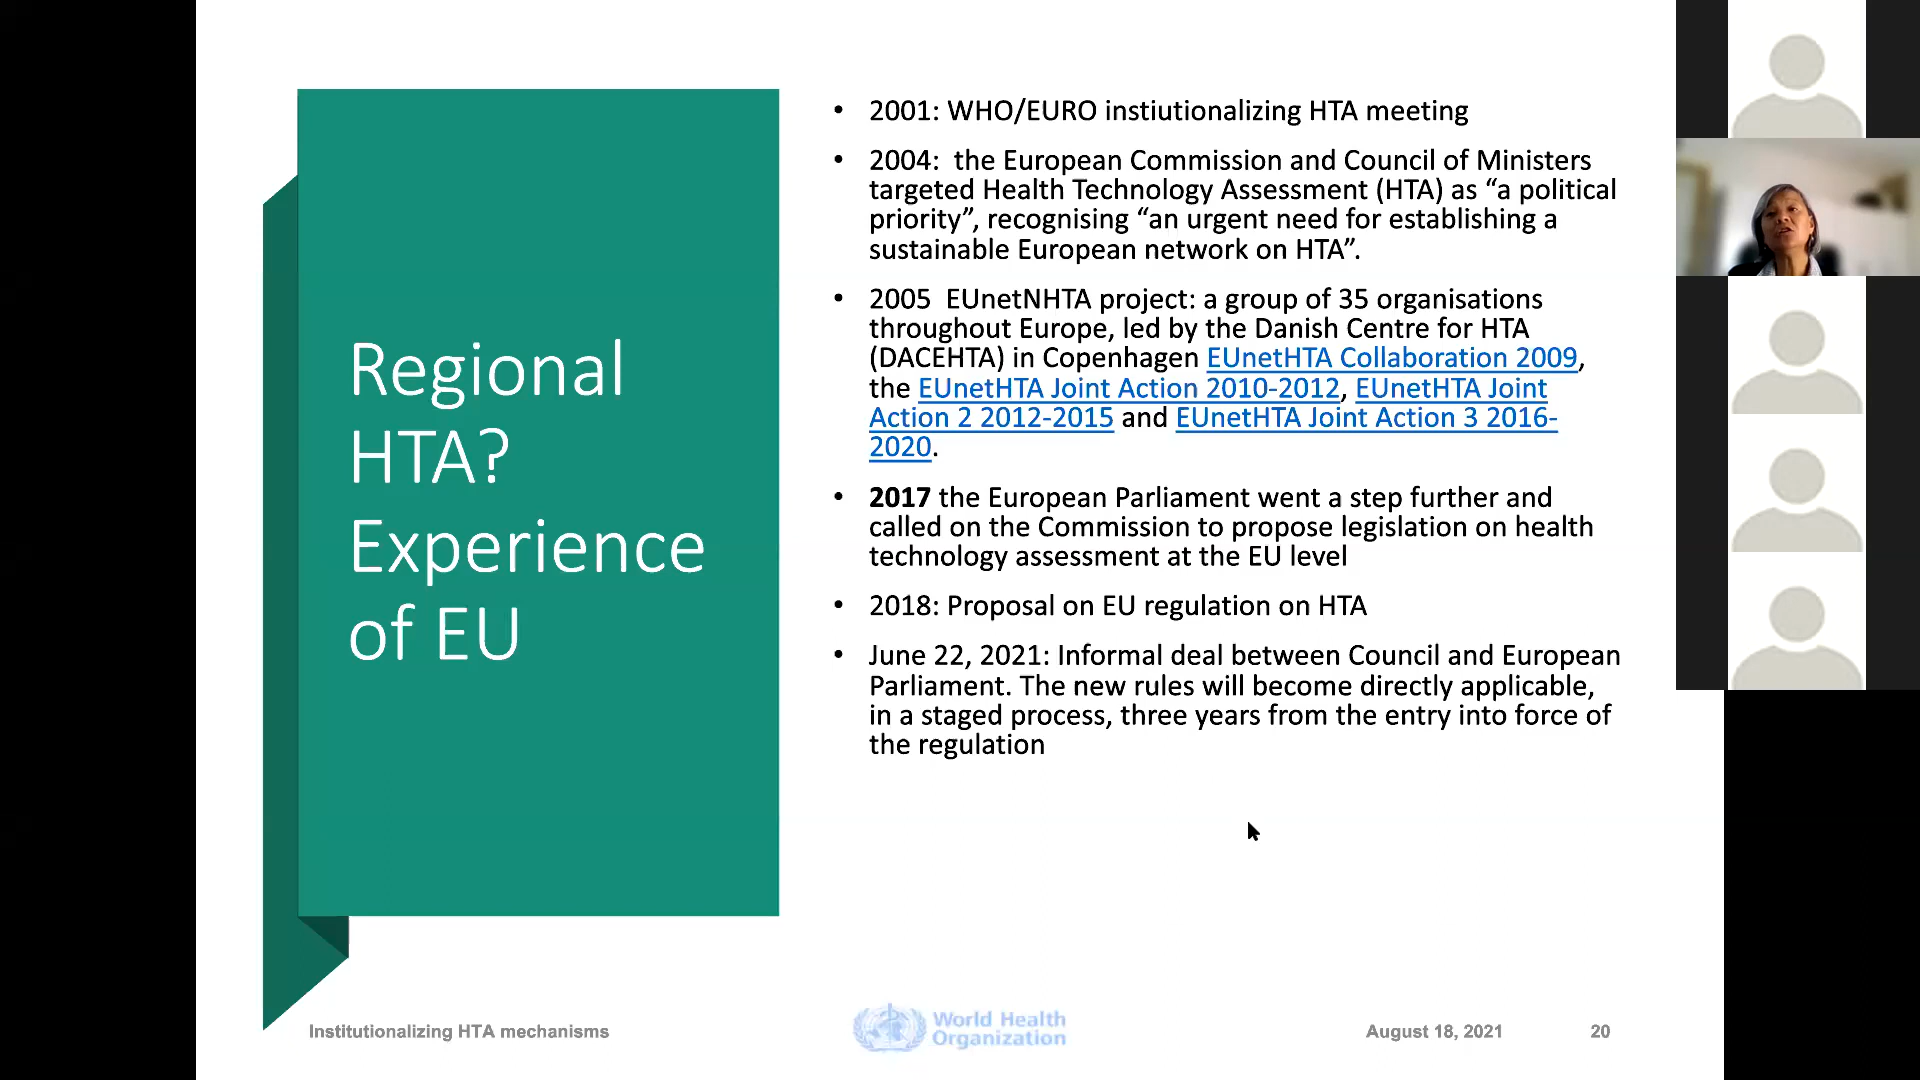 Regional
HTA?
Experience
of EU
• 2001: WHO/EURO instiutionalizing HTA meeting
• 2004:  the European Commission and Council of Ministers
targeted Health Technology Assessment (HTA) as “a political
priority”, recognising “an urgent need for establishing a
sustainable European network on HTA”.
• 2005  EUnetNHTA project: a group of 35 organisations
throughout Europe, led by the Danish Centre for HTA
(DACEHTA) in Copenhagen EUnetHTA Collaboration 2009,
the EUnetHTA Joint Action 2010-2012, EUnetHTA Joint
Action 2 2012-2015 and EUnetHTA Joint Action 3 2016-
2020.
• 2017 the European Parliament went a step further and
called on the Commission to propose legislation on health
technology assessment at the EU level
• 2018: Proposal on EU regulation on HTA
• June 22, 2021: Informal deal between Council and European
Parliament. The new rules will become directly applicable,
in a staged process, three years from the entry into force of
the regulation
Institutionalizing HTA mechanisms
World Health
Organization
August 18, 2021
20